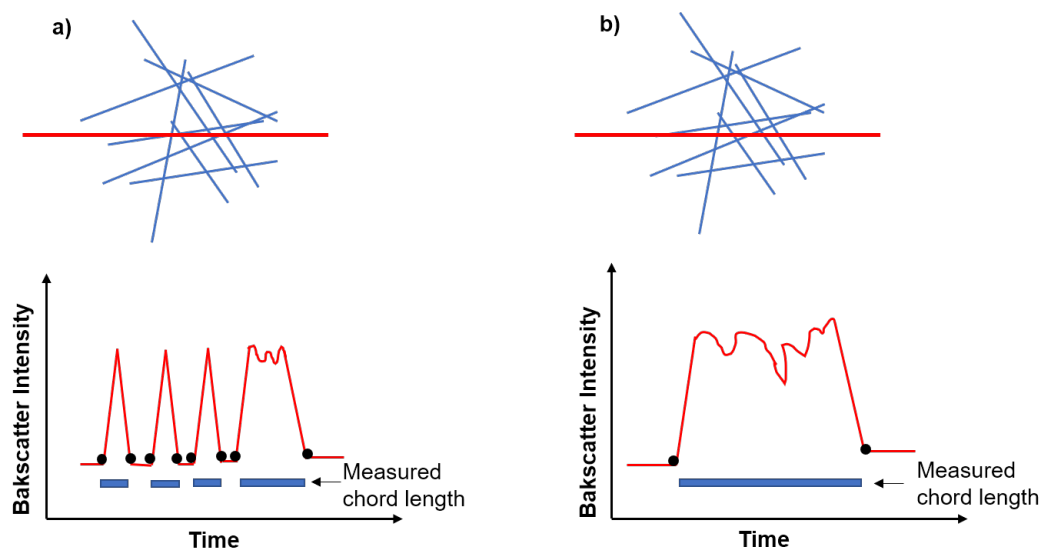 a)
Bakscatter Intensity
Measured
chord length
Time
b)
Bakscatter Intensity
Measured
chord length
Time